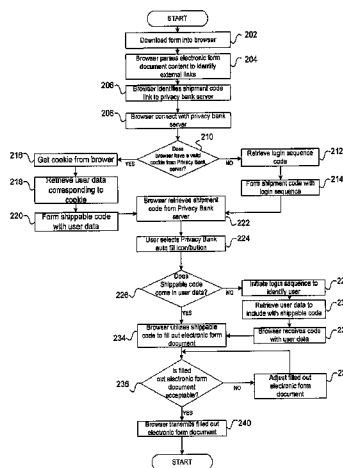 START
Download form into browser
202
Browser parses electronic form
document content to identify
external links
204
206
Browser identifies shipment code
link to privacy bank server
208
Browser connect with privacy bank
server
210
Does
browser have a valid
cookie from Privacy Bank
server?
YES
NO
216
Get cookie from browser
Retrieve login sequence
code
212
218
Retrieve user data
corresponding to
cookie
Form shipment code with
login sequence
214
220
Form shippable code
with user data
Browser retrieves shipment
code from Privacy Bank
server
222
User selects Privacy Bank
auto fill icon/button
224
Does
Shippable code
come in user data?
226
NO
YES
Initiate login sequence to
identify user
Retrieve user data to
include with shippable code
Browser receives code
with user data
234
Browser utilizes shippable
code to fill out electronic form
document
Is filled
out electronic form
document
acceptable?
236
NO
YES
Adjust filled out
electronic form
document
Browser transmits filled out
electronic form document
240
START